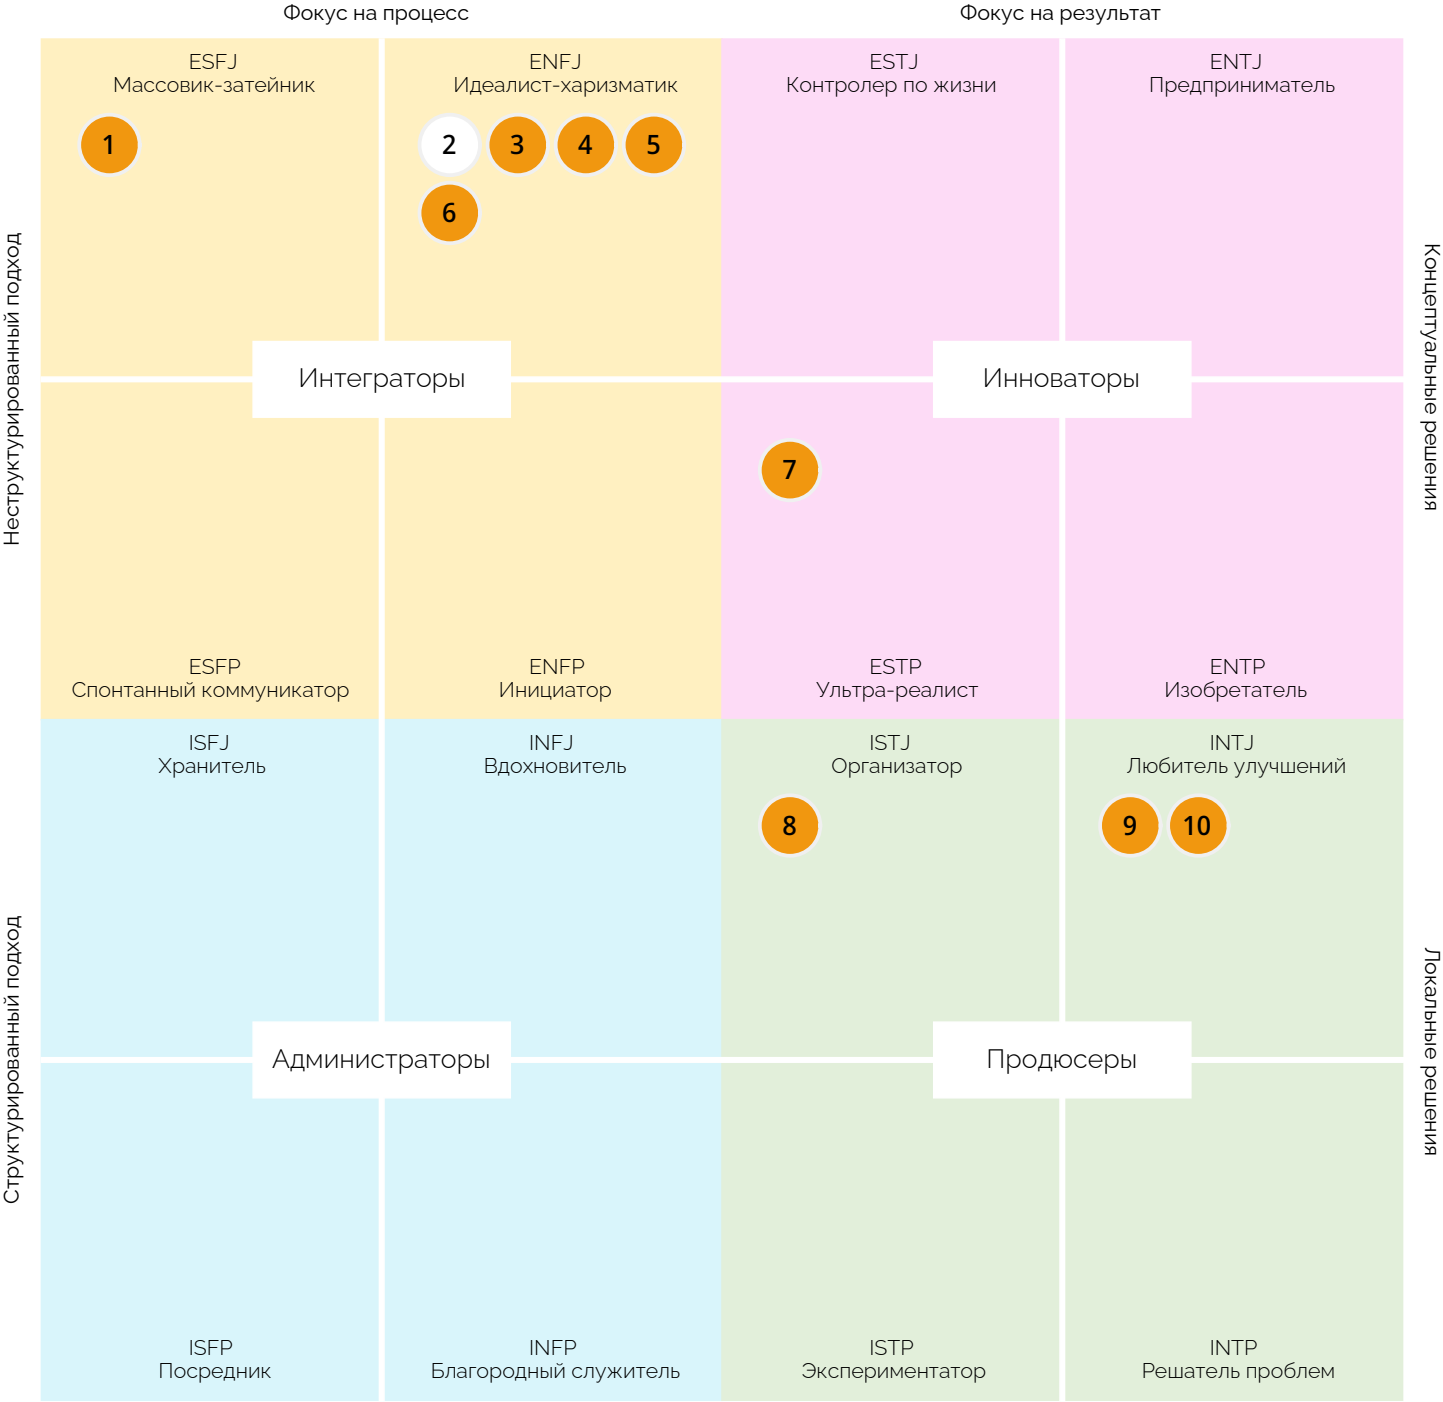 Фокус на процесс
Фокус на результат
Неструктурированный подход
Концептуальные решения
ESFJ
Массовик-затейник
1
ENFJ
Идеалист-харизматик
2 3 4 5
6
ESTJ
Контролер по жизни
ENTJ
Предприниматель
Интеграторы
Инноваторы
7
ESFP
Спонтанный коммуникатор
ENFP
Инициатор
ESTP
Ультра-реалист
ENTP
Изобретатель
Структурированный подход
Локальные решения
ISFJ
Хранитель
INFJ
Вдохновитель
ISTJ
Организатор
8
INTJ
Любитель улучшений
9 10
Администраторы
Продюсеры
ISFP
Посредник
INFP
Благородный служитель
ISTP
Экспериментатор
INTP
Решатель проблем